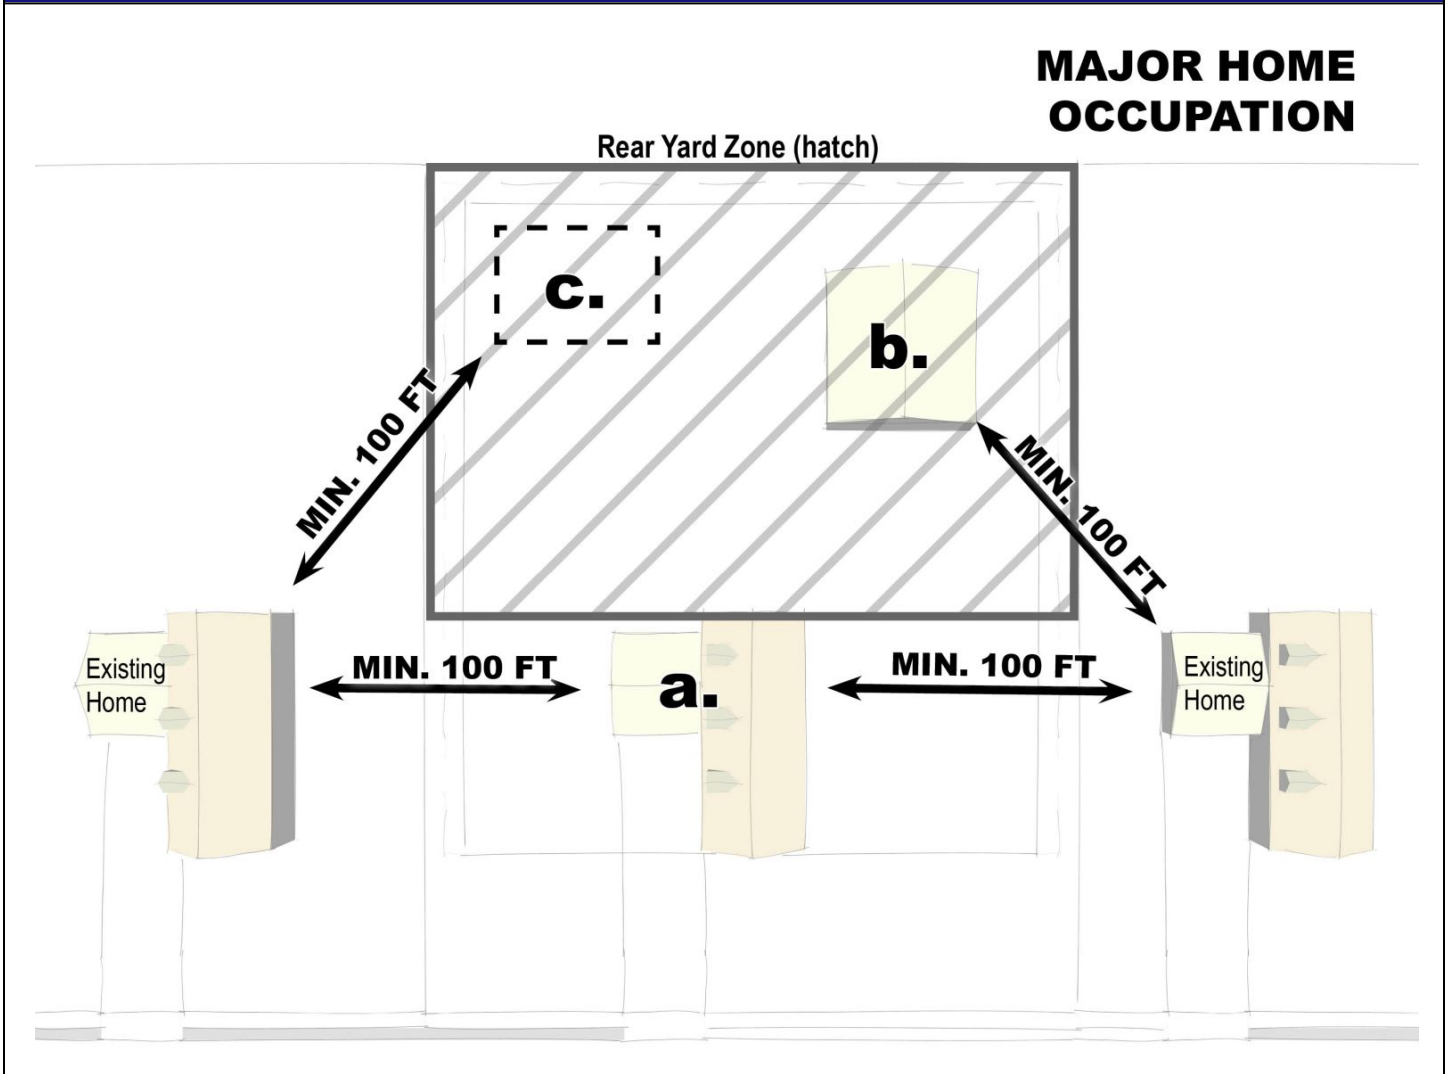 MAJOR HOME
OCCUPATION
Rear Yard Zone (hatch)
c.
b.
MIN. 100 FT
MIN. 100 FT
Existing
Home
MIN. 100 FT
a.
MIN. 100 FT
Existing
Home